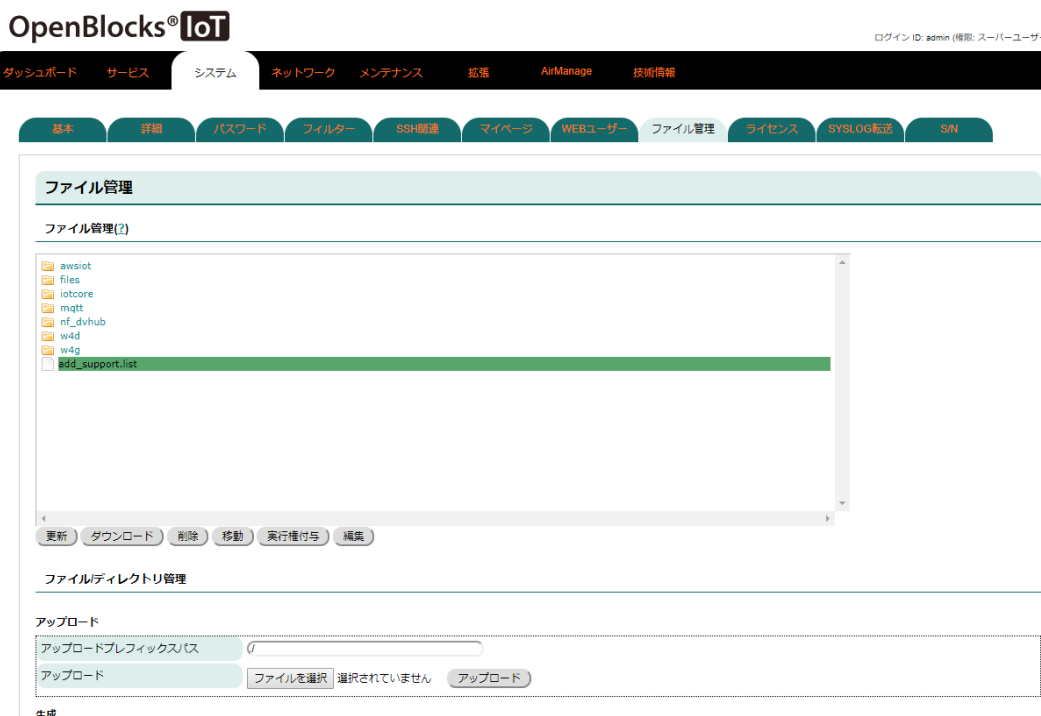 OpenBlocks® IoT
ログイン ID: admin (権限: スーパーユーザー
ダッシュボード サービス システム ネットワーク メンテナンス 拡張 AirManage 技術情報
基本 詳細 パスワード フィルター SSH関連 マイページ WEBユーザー ファイル管理 ライセンス SYSLOG転送 S/N
ファイル管理
ファイル管理(?)
awsiot
files
iotcore
mqtt
nf_dvhub
w4d
w4g
add_support.list
更新 ダウンロード 削除 移動 実行権付与 編集
ファイル/ディレクトリ管理
アップロード
アップロードプレフィックスパス ./
アップロード ファイルを選択 選択されていません アップロード
生成